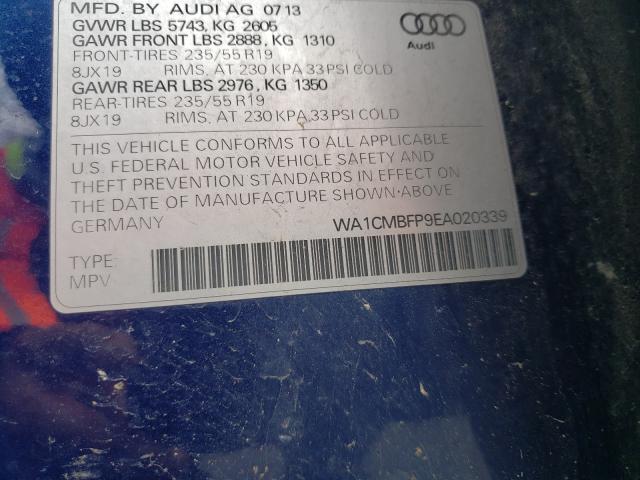 MFD. BY AUDI AG 07 13
GVWR LBS 5743, KG 2605
GAWR FRONT LBS 2888, KG 1310
FRONT-TIRES 235/55 R19
8JX19 RIMS, AT 230 KPA 33 PSI COLD
GAWR REAR LBS 2976, KG 1350
REAR-TIRES 235/55 R19
8JX19 RIMS, AT 230 KPA 33 PSI COLD
Audi
THIS VEHICLE CONFORMS TO ALL APPLICABLE
U.S. FEDERAL MOTOR VEHICLE SAFETY AND
THEFT PREVENTION STANDARDS IN EFFECT ON
THE DATE OF MANUFACTURE SHOWN ABOVE
GERMANY
WA1CMBFP9EA020339
TYPE:
MPV